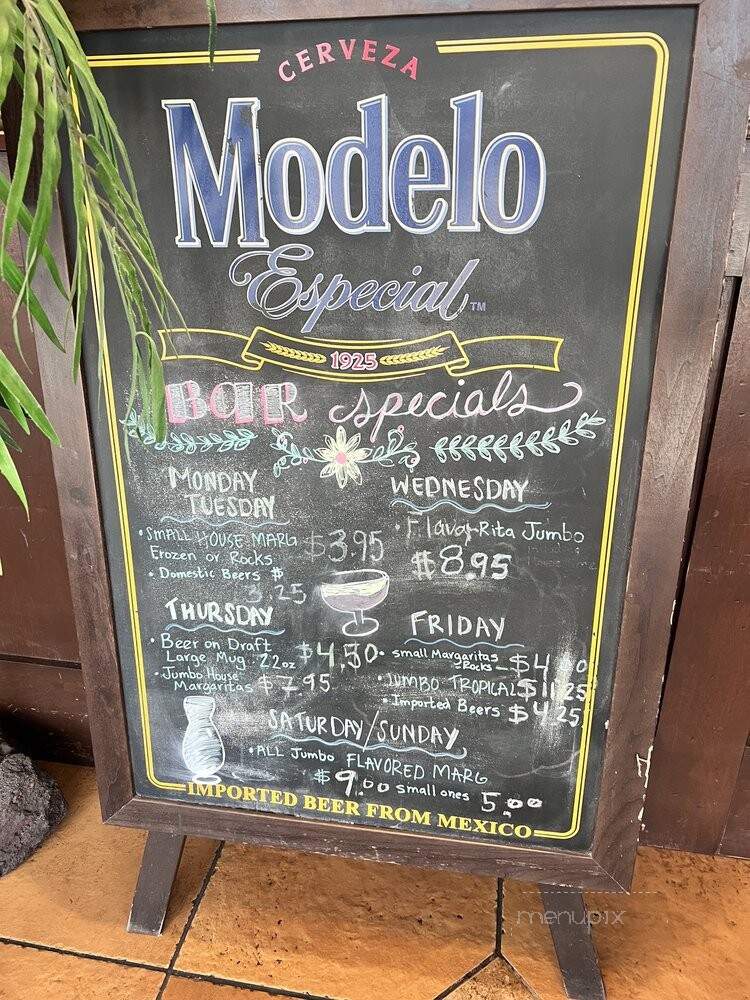 CERVEZA
Modelo
Especial™
1925
BAR specials
MONDAY
TUESDAY
• SMALL HOUSE MARG
Frozen or Rocks $3.95
• Domestic Beers $
3.25
WEDNESDAY
• Flavor-Rita Jumbo
$8.95
THURSDAY
• Beer on Draft
Large Mug 22oz $4.50
• Jumbo House
Margaritas $7.95
FRIDAY
• small Margaritas
Rocks - $4.
• JUMBO TROPICAL $11.25
• Imported Beers $4.25
SATURDAY/SUNDAY
• ALL Jumbo FLAVORED MARG
$9.00 small ones 5.00
IMPORTED BEER FROM MEXICO
menupix